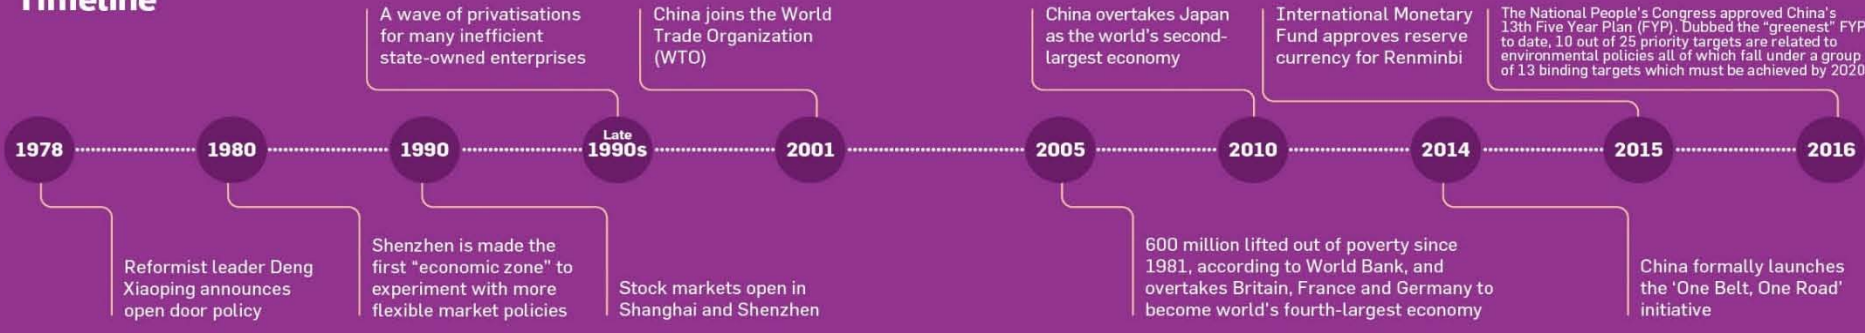 Timeline
A wave of privatisations
for many inefficient
state-owned enterprises
China joins the World
Trade Organization
(WTO)
China overtakes Japan
as the world's second-
largest economy
International Monetary
Fund approves reserve
currency for Renminbi
The National People's Congress approved China's
13th Five Year Plan (FYP). Dubbed the "greenest" FYP
to date, 10 out of 25 priority targets are related to
environmental policies all of which fall under a group
of 13 binding targets which must be achieved by 2020
1978
1980
1990
Late
1990s
2001
2005
2010
2014
2015
2016
Reformist leader Deng
Xiaoping announces
open door policy
Shenzhen is made the
first "economic zone" to
experiment with more
flexible market policies
Stock markets open in
Shanghai and Shenzhen
600 million lifted out of poverty since
1981, according to World Bank, and
overtakes Britain, France and Germany to
become world's fourth-largest economy
China formally launches
the 'One Belt, One Road'
initiative